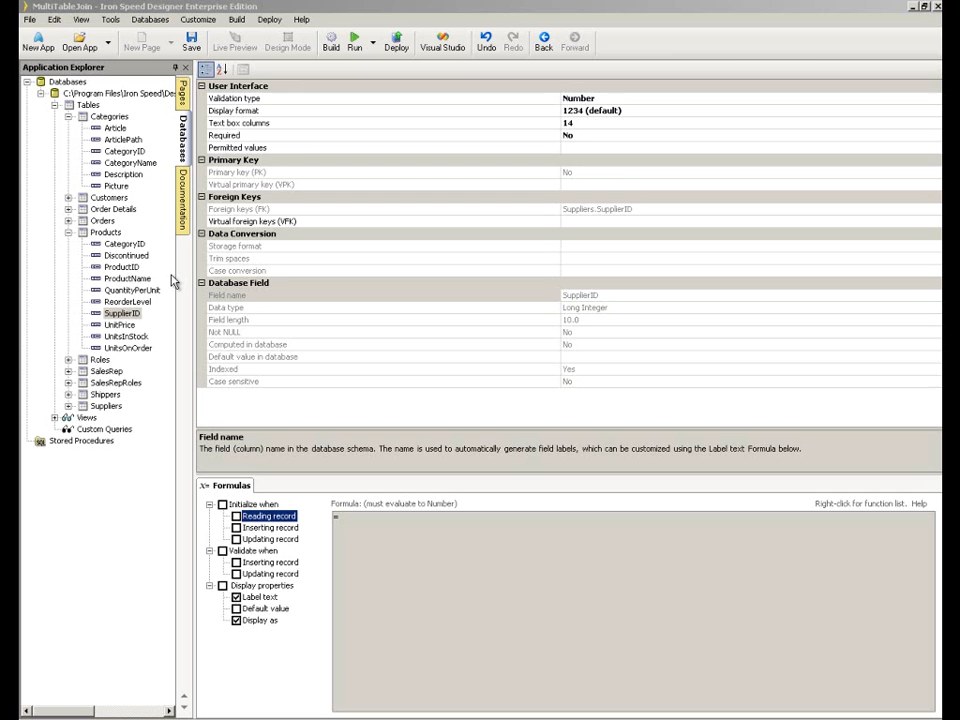 MultiTableJoin - Iron Speed Designer Enterprise Edition
File Edit View Tools Databases Customize Build Deploy Help
New App Open App New Page Save Live Preview Design Mode Build Run Deploy Visual Studio Undo Redo Back Forward
Application Explorer
Databases
C:\Program Files\Iron Speed\Des
Tables
Categories
Article
ArticlePath
CategoryID
CategoryName
Description
Picture
Customers
Order Details
Orders
Products
CategoryID
Discontinued
ProductID
ProductName
QuantityPerUnit
ReorderLevel
SupplierID
UnitPrice
UnitsInStock
UnitsOnOrder
Roles
SalesRep
SalesRepRoles
Shippers
Suppliers
Views
Custom Queries
Stored Procedures
Pages
Databases
Documentation
User Interface
Validation type Number
Display format 1234 (default)
Text box columns 14
Required No
Permitted values
Primary Key
Primary key (PK) No
Virtual primary key (VPK)
Foreign Keys
Foreign keys (FK) Suppliers.SupplierID
Virtual foreign keys (VFK)
Data Conversion
Storage format
Trim spaces
Case conversion
Database Field
Field name SupplierID
Data type Long Integer
Field length 10.0
Not NULL No
Computed in database No
Default value in database
Indexed Yes
Case sensitive No
Field name
The field (column) name in the database schema. The name is used to automatically generate field labels, which can be customized using the Label text Formula below.
X= Formulas
Initialize when
Reading record
Inserting record
Updating record
Validate when
Inserting record
Updating record
Display properties
Label text
Default value
Display as
Formula: (must evaluate to Number) Right-click for function list. Help
=